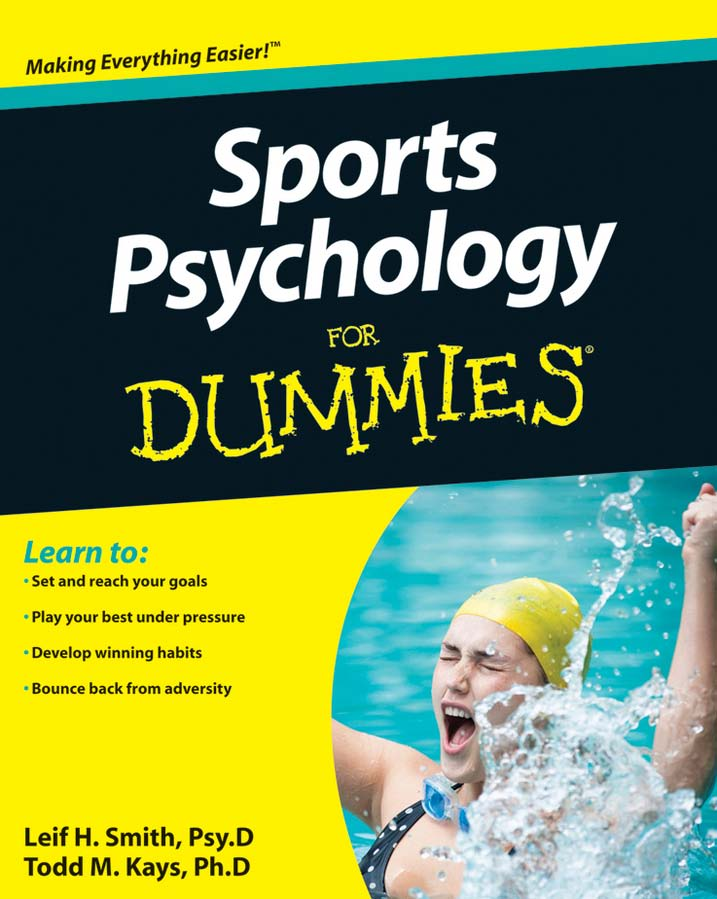 Making Everything Easier!™
Sports
Psychology
FOR
DUMMIES®
Learn to:
• Set and reach your goals
• Play your best under pressure
• Develop winning habits
• Bounce back from adversity
Leif H. Smith, Psy.D
Todd M. Kays, Ph.D